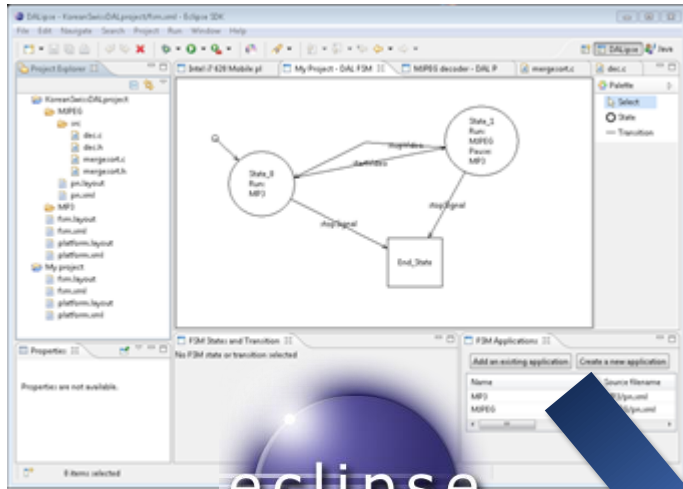 DALipse - KoreanSwissDALproject/fsm.xml - Eclipse SDK
File Edit Navigate Search Project Run Window Help
DALipse Java
Project Explorer
My Project - DAL FSM
MJPEG decoder - DAL P
mergesort.c
dec.c
KoreanSwissDALproject
MJPEG
src
dec.c
dec.h
mergesort.c
mergesort.h
pn.layout
pn.xml
MP3
fsm.layout
fsm.xml
platform.layout
platform.xml
My project
fsm.layout
fsm.xml
platform.layout
platform.xml
State_0
Run:
MP3
State_1
Run:
MJPEG
Pause:
MP3
stopSignal
stopSignal
End_State
Palette
Select
State
Transition
Properties
Properties are not available.
FSM States and Transition
No FSM state or transition selected
FSM Applications
Add an existing application Create a new application
Name Source filename
MP3
MJPEG
8 items selected
eclipse